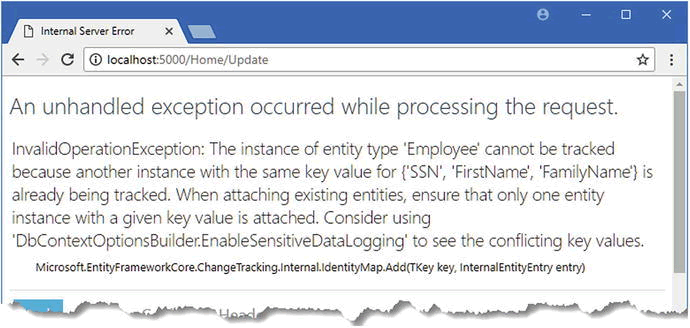 Internal Server Error
localhost:5000/Home/Update
An unhandled exception occurred while processing the request.
InvalidOperationException: The instance of entity type 'Employee' cannot be tracked
because another instance with the same key value for {'SSN', 'FirstName', 'FamilyName'} is
already being tracked. When attaching existing entities, ensure that only one entity
instance with a given key value is attached. Consider using
'DbContextOptionsBuilder.EnableSensitiveDataLogging' to see the conflicting key values.
Microsoft.EntityFrameworkCore.ChangeTracking.Internal.IdentityMap.Add(TKey key, InternalEntityEntry entry)